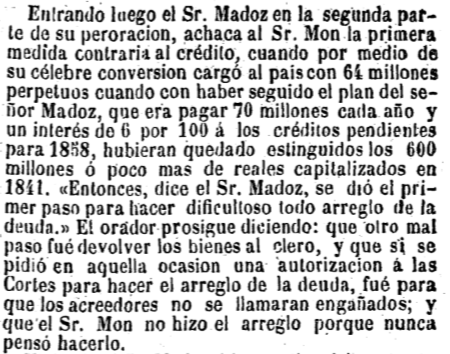 Entrando luego el Sr. Madoz en la segunda par-
te de su peroracion, achaca al Sr. Mon la primera
medida contraria al crédito, cuando por medio de
su célebre conversion cargó al pais con 64 millones
perpetuos cuando con haber seguido el plan del se-
ñor Madoz, que era pagar 70 millones cada año y
un interés de 6 por 100 á los créditos pendientes
para 1858, hubieran quedado estinguidos los 600
millones ó poco mas de reales capitalizados en
1841. «Entonces, dice el Sr. Madoz, se dió el pri-
mer paso para hacer dificultoso todo arreglo de la
deuda.» El orador prosigue diciendo: que otro mal
paso fué devolver los bienes al clero, y que si se
pidió en aquella ocasion una autorizacion á las
Cortes para hacer el arreglo de la deuda, fué para
que los acreedores no se llamaran engañados; y
que el Sr. Mon no hizo el arreglo porque nunca
pensó hacerlo.